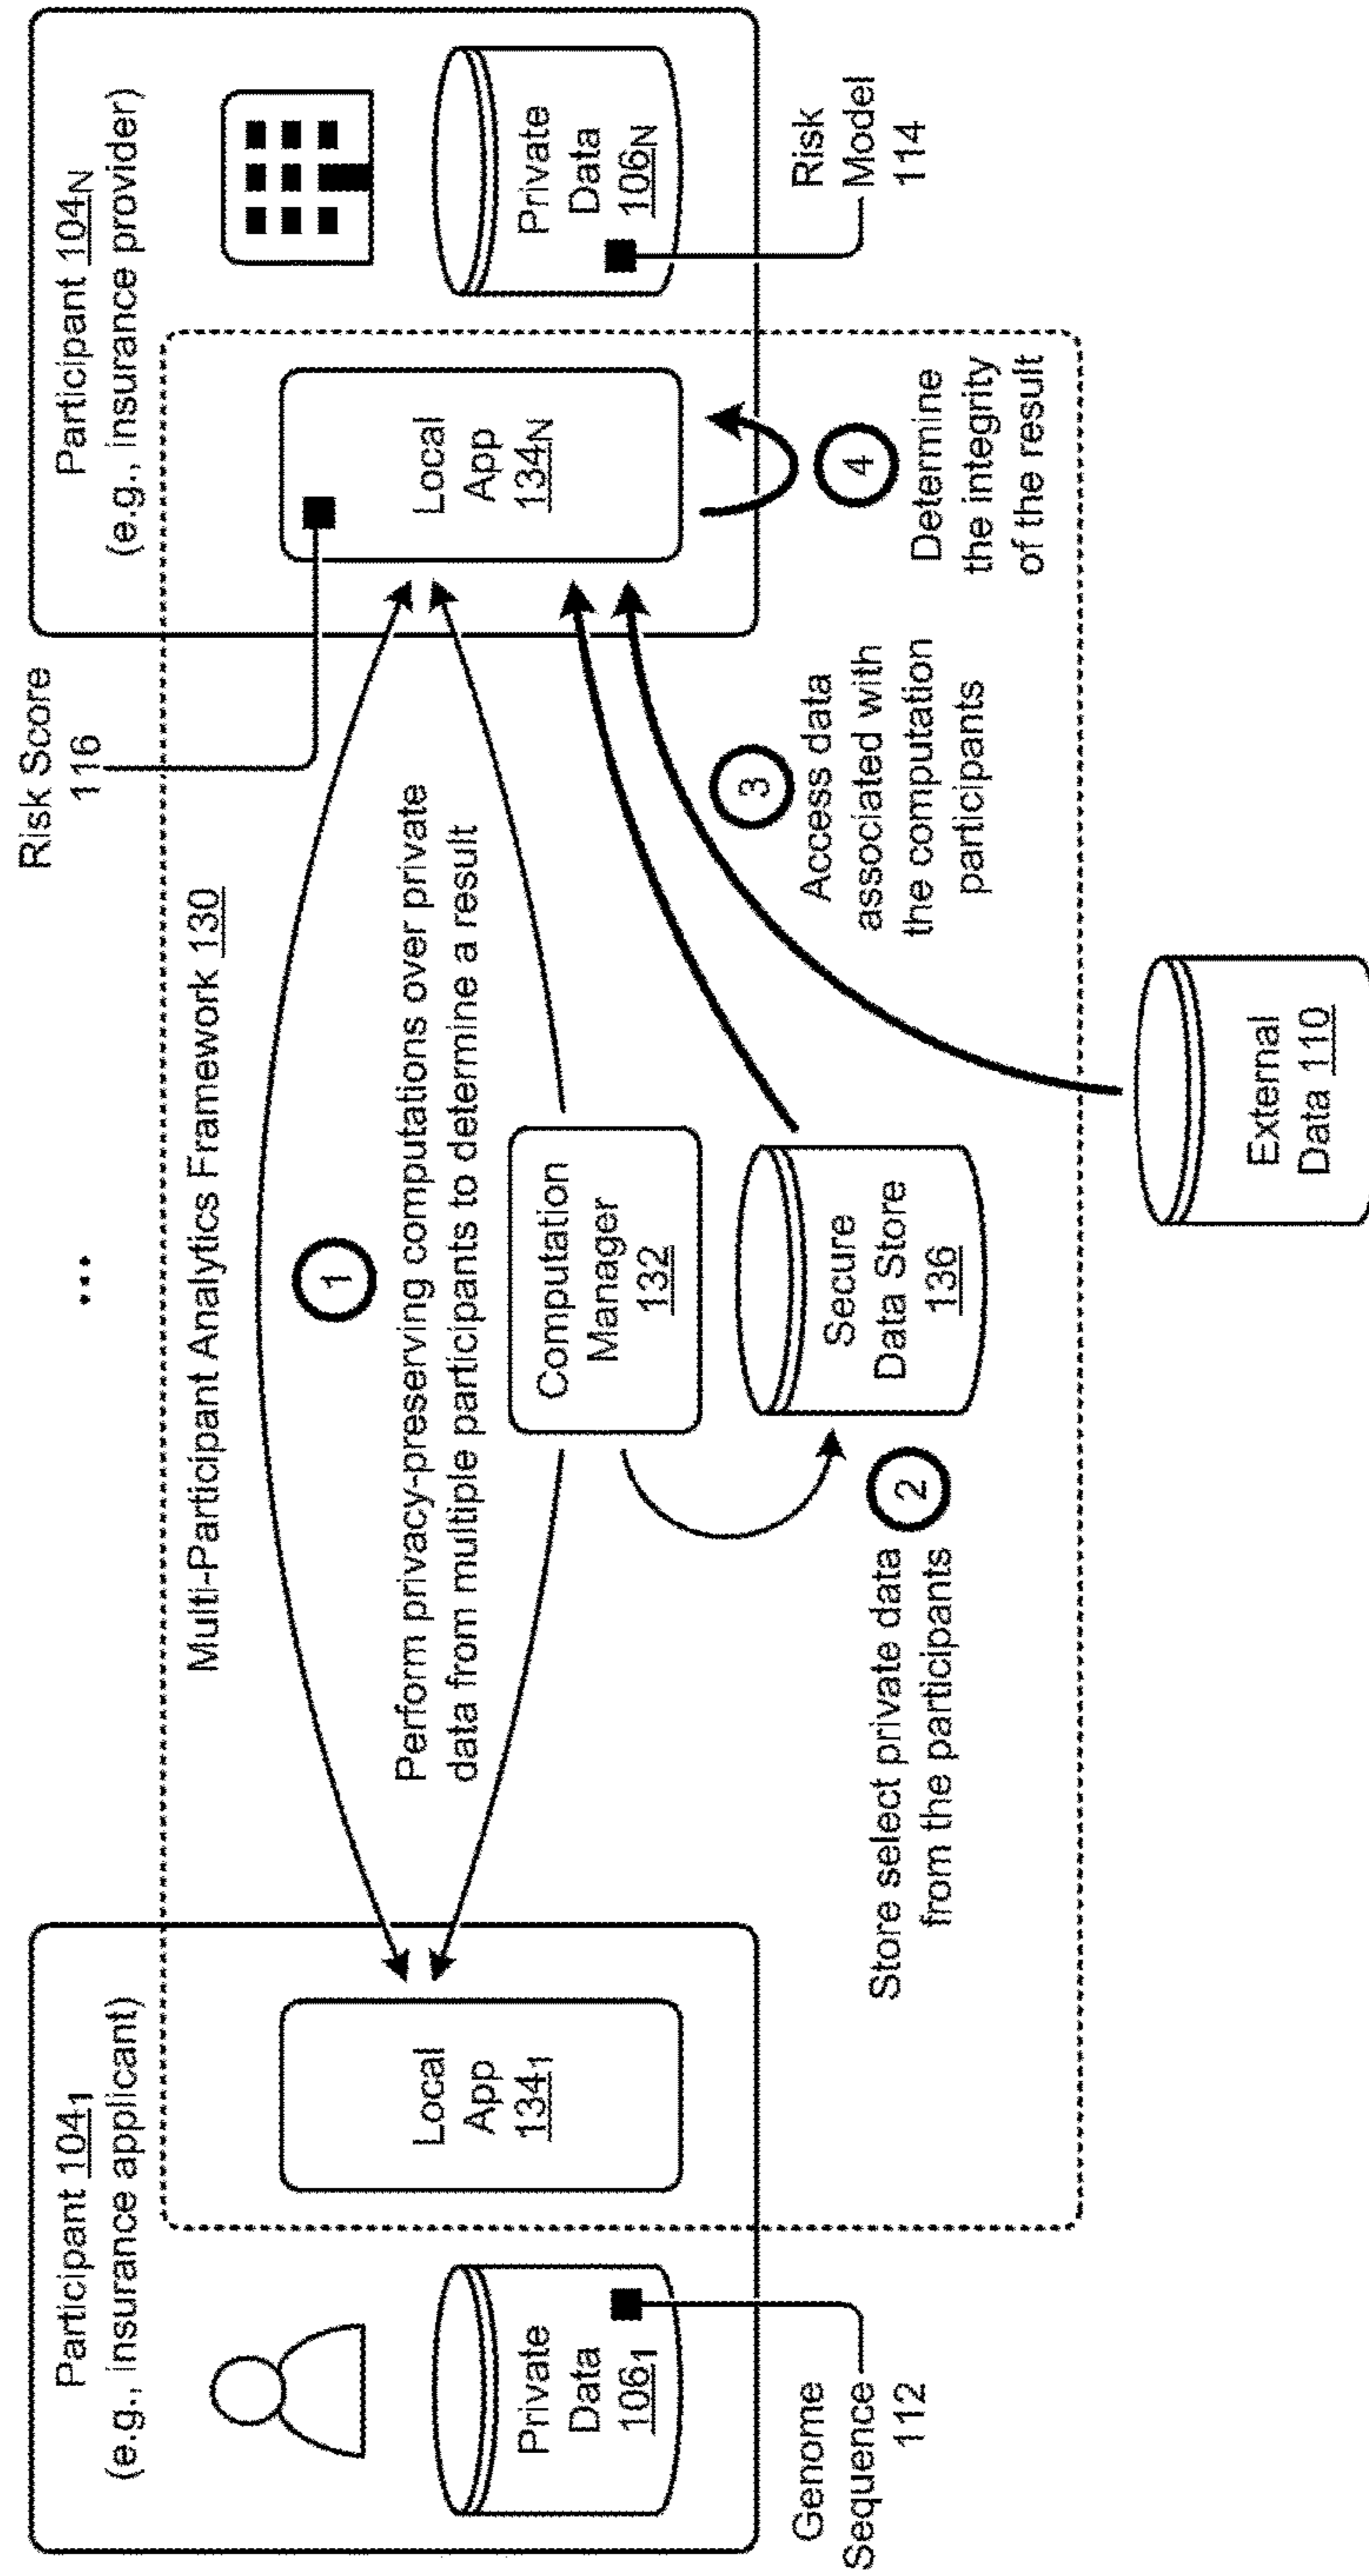 Participant 104₁
(e.g., insurance applicant)
Private
Data
106₁
Genome
Sequence
112
Local
App
134₁
...
Multi-Participant Analytics Framework 130
1
Perform privacy-preserving computations over private
data from multiple participants to determine a result
Computation
Manager
132
Secure
Data Store
136
2
Store select private data
from the participants
External
Data 110
3
Access data
associated with
the computation
participants
Risk Score
116
Participant 104N
(e.g., insurance provider)
Local
App
134N
Private
Data
106N
Risk
Model
114
4
Determine
the integrity
of the result